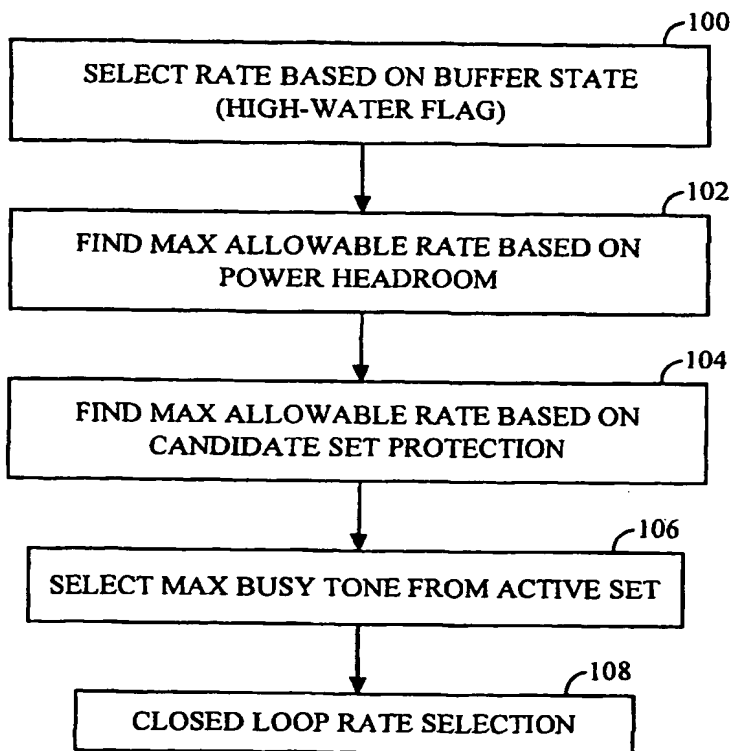 100
SELECT RATE BASED ON BUFFER STATE
(HIGH-WATER FLAG)
102
FIND MAX ALLOWABLE RATE BASED ON
POWER HEADROOM
104
FIND MAX ALLOWABLE RATE BASED ON
CANDIDATE SET PROTECTION
106
SELECT MAX BUSY TONE FROM ACTIVE SET
108
CLOSED LOOP RATE SELECTION